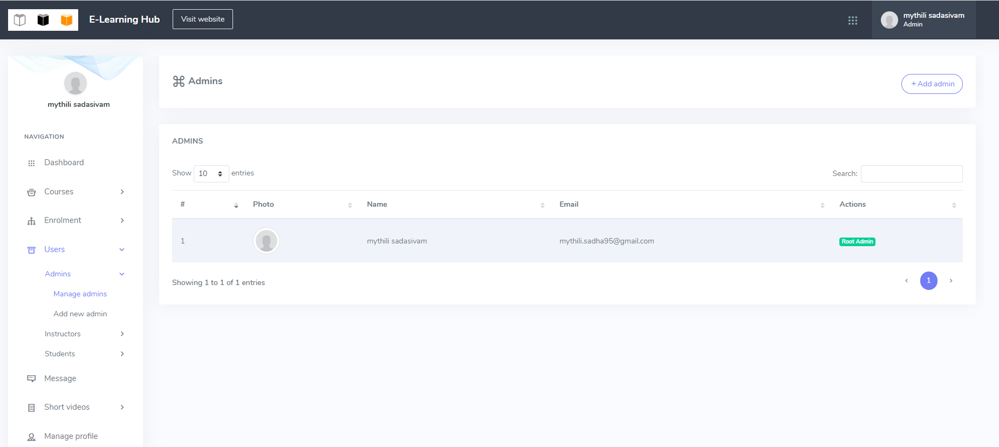 E-Learning Hub
Visit website
mythili sadasivam
Admin
mythili sadasivam
NAVIGATION
Dashboard
Courses
Enrolment
Users
Admins
Manage admins
Add new admin
Instructors
Students
Message
Short videos
Manage profile
Admins
+ Add admin
ADMINS
Show 10 entries
Search:
# Photo Name Email Actions
1 mythili sadasivam mythili.sadha95@gmail.com Root Admin
Showing 1 to 1 of 1 entries
1